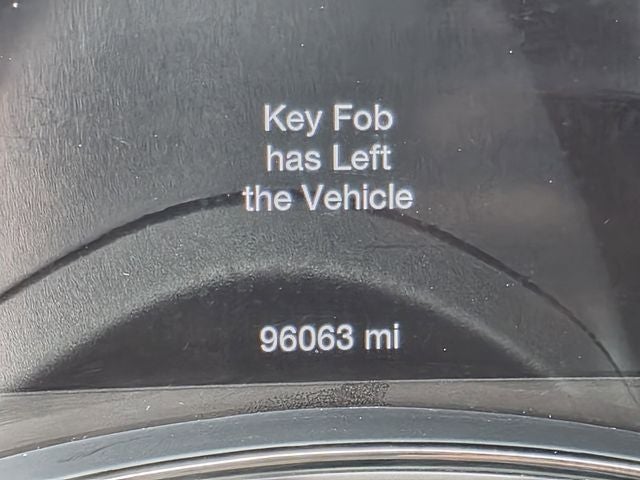 Key Fob
has Left
the Vehicle
96063 mi